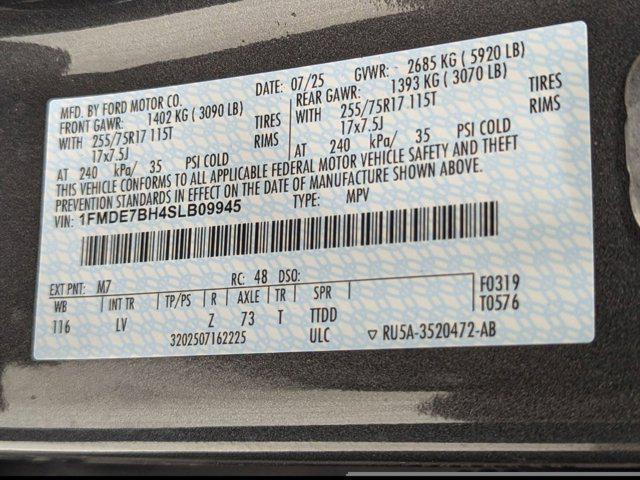 MFD. BY FORD MOTOR CO. DATE: 07/25 GVWR: 2685 KG ( 5920 LB)
FRONT GAWR: 1402 KG ( 3090 LB) REAR GAWR: 1393 KG ( 3070 LB)
WITH 255/75R17 115T TIRES WITH 255/75R17 115T TIRES
17x7.5J RIMS 17x7.5J RIMS
AT 240 kPa/ 35 PSI COLD AT 240 kPa/ 35 PSI COLD
THIS VEHICLE CONFORMS TO ALL APPLICABLE FEDERAL MOTOR VEHICLE SAFETY AND THEFT
PREVENTION STANDARDS IN EFFECT ON THE DATE OF MANUFACTURE SHOWN ABOVE.
VIN: 1FMDE7BH4SLB09945 TYPE: MPV
EXT PNT: M7 RC: 48 DSO:
WB INT TR TP/PS R AXLE TR SPR F0319
116 LV Z 73 T TTDD T0576
3202507162225 ULC ▽ RU5A-3520472-AB